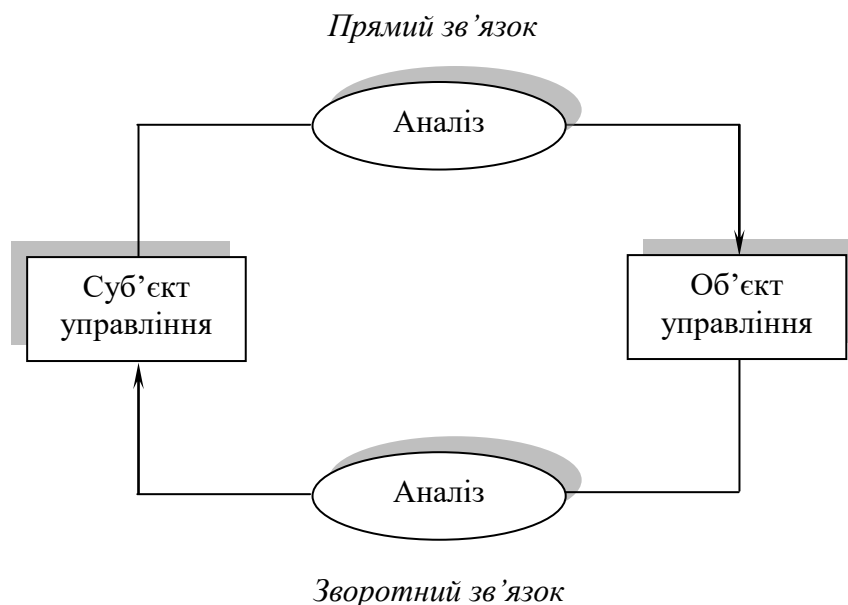 Прямий зв’язок
Аналіз
Суб’єкт
управління
Об’єкт
управління
Аналіз
Зворотний зв’язок